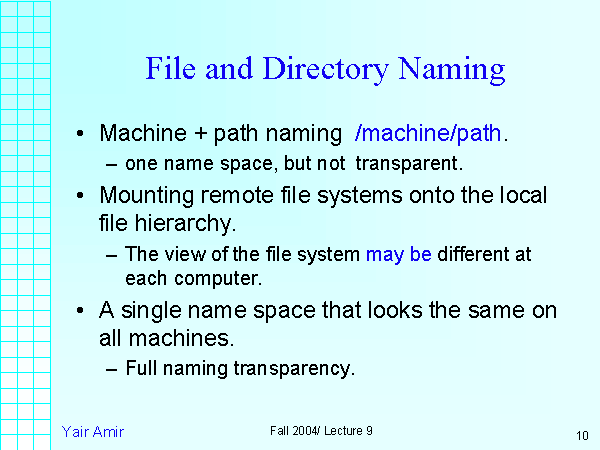 File and Directory Naming
• Machine + path naming /machine/path.
– one name space, but not transparent.
• Mounting remote file systems onto the local
file hierarchy.
– The view of the file system may be different at
each computer.
• A single name space that looks the same on
all machines.
– Full naming transparency.
Yair Amir
Fall 2004/ Lecture 9
10